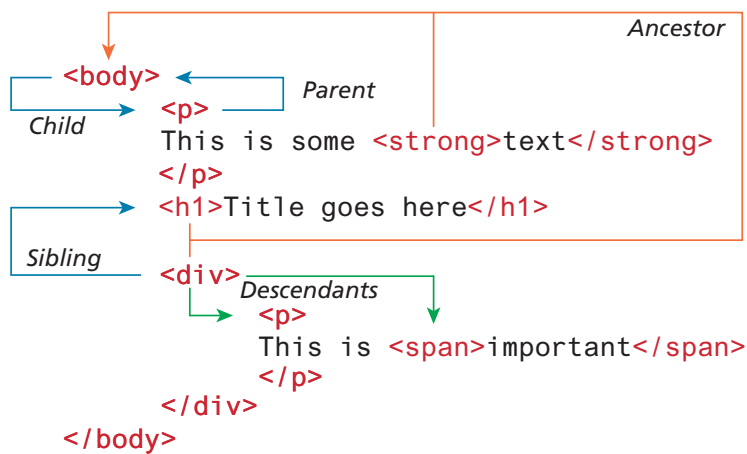 Ancestor
<body>
Parent
Child
<p>
This is some <strong>text</strong>
</p>
<h1>Title goes here</h1>
Sibling
<div>
Descendants
<p>
This is <span>important</span>
</p>
</div>
</body>